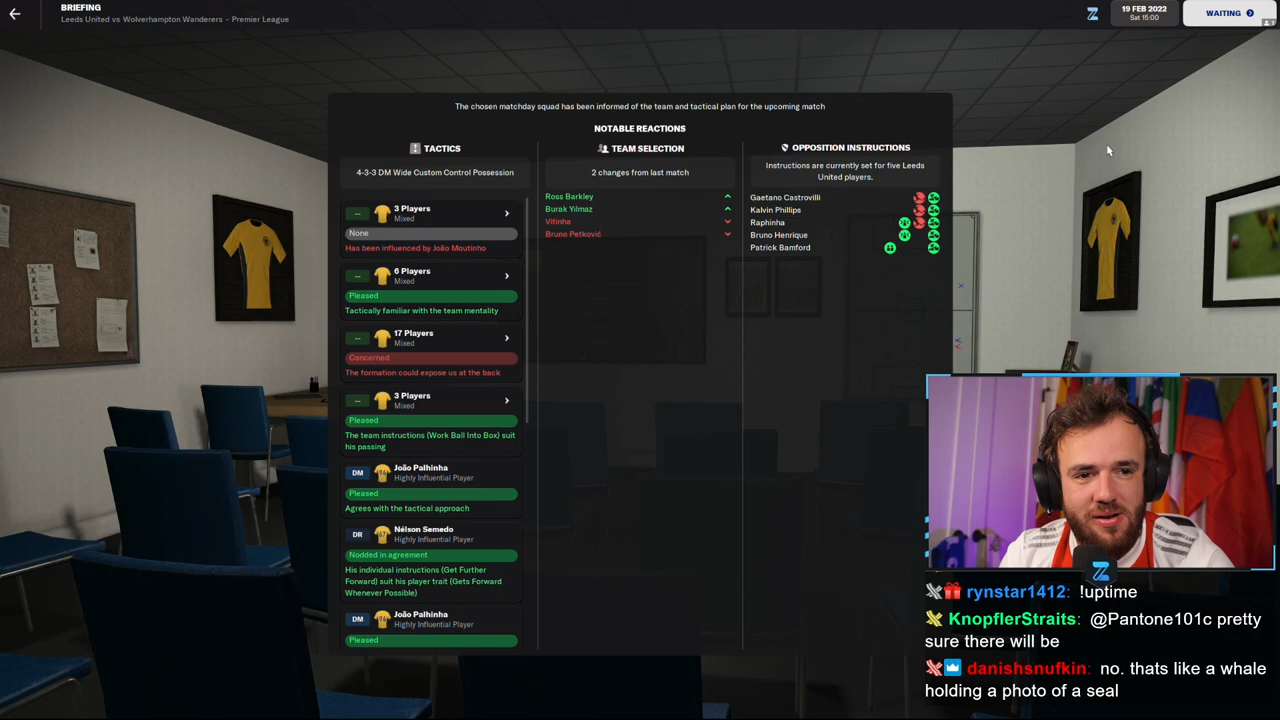 BRIEFING
Leeds United vs Wolverhampton Wanderers - Premier League
19 FEB 2022
Sat 15:00
WAITING
The chosen matchday squad has been informed of the team and tactical plan for the upcoming match
NOTABLE REACTIONS
TACTICS
4-3-3 DM Wide Custom Control Possession
--
3 Players
Mixed
None
Has been influenced by João Moutinho
--
6 Players
Mixed
Pleased
Tactically familiar with the team mentality
--
17 Players
Mixed
Concerned
The formation could expose us at the back
--
3 Players
Mixed
Pleased
The team instructions (Work Ball Into Box) suit
his passing
DM
João Palhinha
Highly Influential Player
Pleased
Agrees with the tactical approach
DR
Nélson Semedo
Highly Influential Player
Nodded in agreement
His individual instructions (Get Further
Forward) suit his player trait (Gets Forward
Whenever Possible)
DM
João Palhinha
Highly Influential Player
Pleased
TEAM SELECTION
2 changes from last match
Ross Barkley
Burak Yilmaz
Vitinha
Bruno Petković
OPPOSITION INSTRUCTIONS
Instructions are currently set for five Leeds
United players.
Gaetano Castrovilli
Kalvin Phillips
Raphinha
Bruno Henrique
Patrick Bamford
rynstar1412: !uptime
KnopflerStraits: @Pantone101c pretty
sure there will be
danishsnufkin: no. thats like a whale
holding a photo of a seal